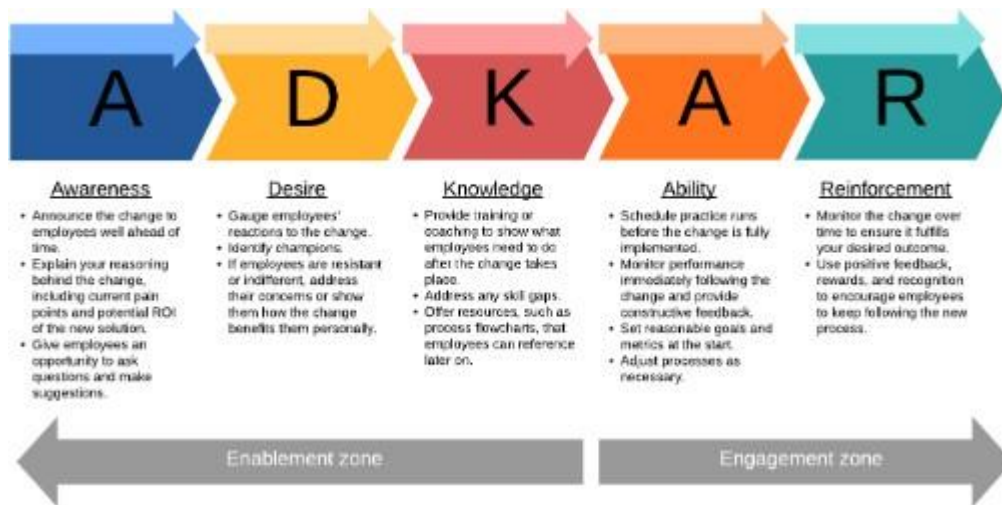 A D K A R
Awareness
• Announce the change to
employees well ahead of
time.
• Explain your reasoning
behind the change,
including current pain
points and potential ROI
of the new solution.
• Give employees an
opportunity to ask
questions and make
suggestions.
Desire
• Gauge employees'
reactions to the change.
• Identify champions.
• If employees are resistant
or indifferent, address
their concerns or show
them how the change
benefits them personally.
Knowledge
• Provide training or
coaching to show what
employees need to do
after the change takes
place.
• Address any skill gaps.
• Offer resources, such as
process flowcharts, that
employees can reference
later on.
Ability
• Schedule practice runs
before the change is fully
implemented.
• Monitor performance
immediately following the
change and provide
constructive feedback.
• Set reasonable goals and
metrics at the start.
• Adjust processes as
necessary.
Reinforcement
• Monitor the change over
time to ensure it fulfills
your desired outcome.
• Use positive feedback,
rewards, and recognition
to encourage employees
to keep following the new
process.
Enablement zone
Engagement zone